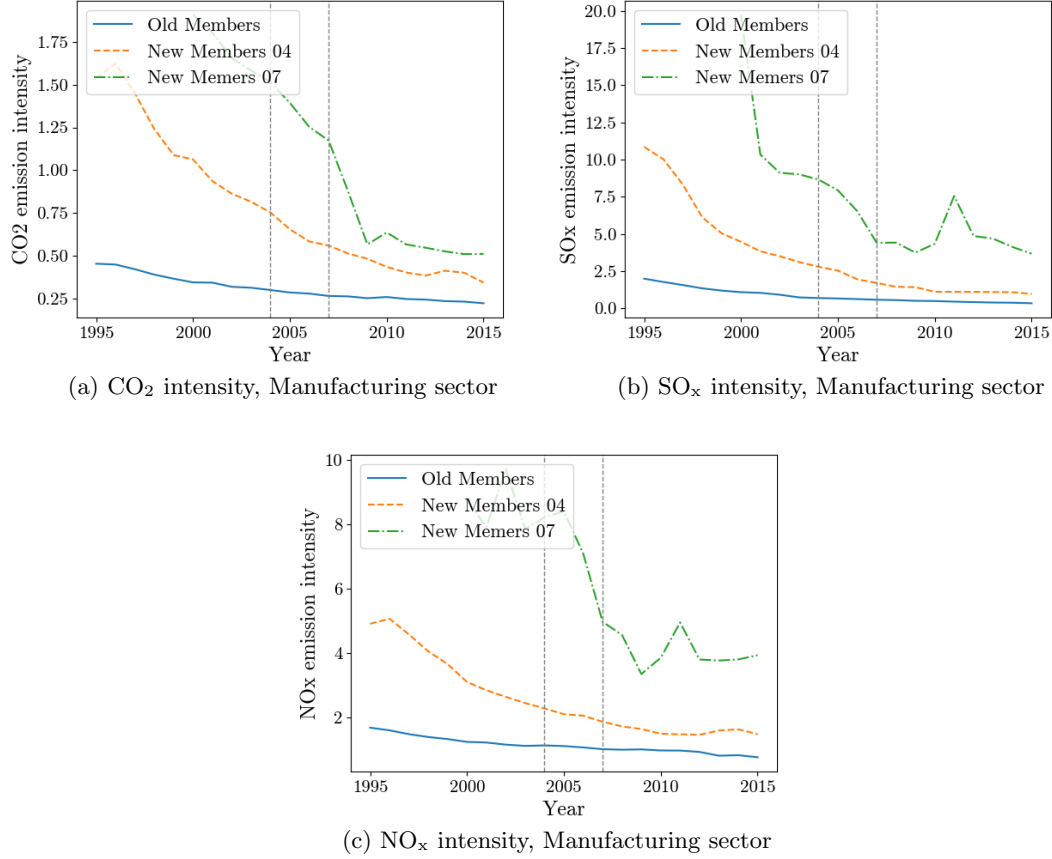 Old Members
New Members 04
New Memers 07
CO2 emission intensity
1.75
1.50
1.25
1.00
0.75
0.50
0.25
1995 2000 2005 2010 2015
Year
(a) CO₂ intensity, Manufacturing sector
Old Members
New Members 04
New Memers 07
SOx emission intensity
20.0
17.5
15.0
12.5
10.0
7.5
5.0
2.5
0.0
1995 2000 2005 2010 2015
Year
(b) SOₓ intensity, Manufacturing sector
Old Members
New Members 04
New Memers 07
NOx emission intensity
10
8
6
4
2
1995 2000 2005 2010 2015
Year
(c) NOₓ intensity, Manufacturing sector